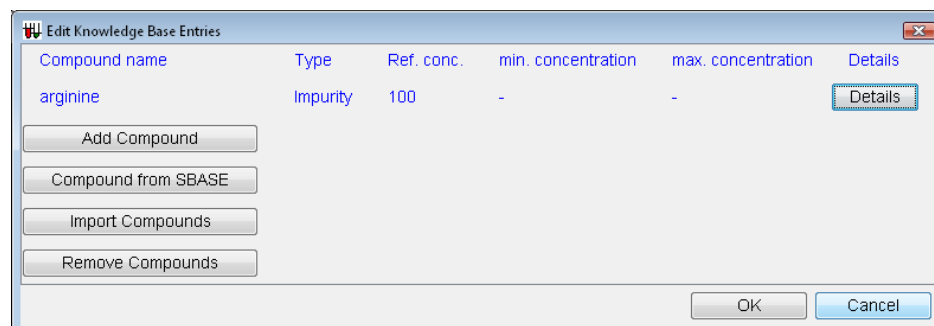 Edit Knowledge Base Entries
Compound name Type Ref. conc. min. concentration max. concentration Details
arginine Impurity 100 - - Details
Add Compound
Compound from SBASE
Import Compounds
Remove Compounds
OK Cancel